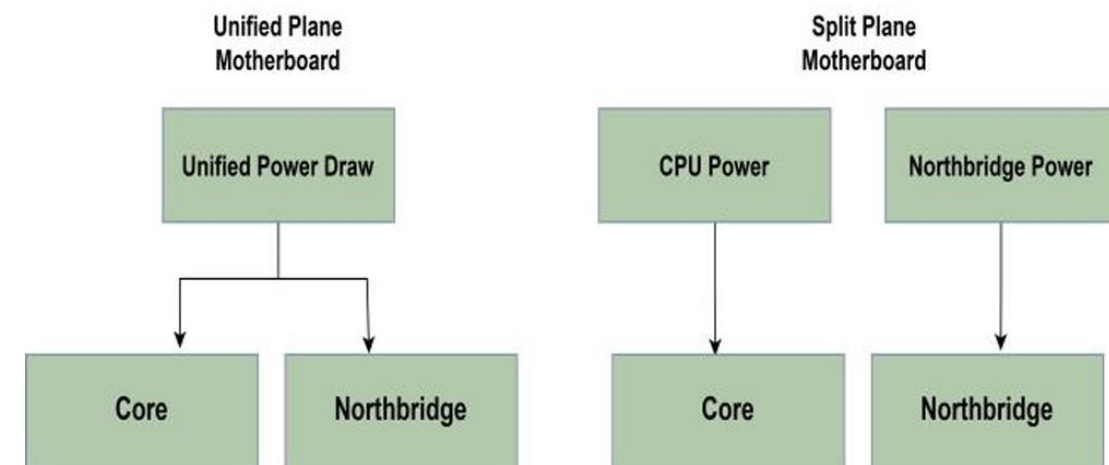 Unified Plane
Motherboard
Unified Power Draw
Core
Northbridge
Split Plane
Motherboard
CPU Power
Northbridge Power
Core
Northbridge